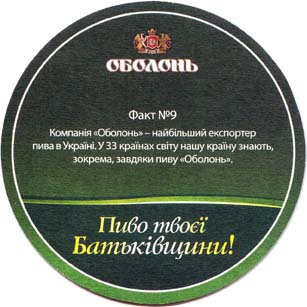 ОБОЛОНЬ
Факт №9
Компанія «Оболонь» – найбільший експортер
пива в Україні. У 33 країнах світу нашу країну знають,
зокрема, завдяки пиву «Оболонь».
Пиво твоєї
Батьківщини!